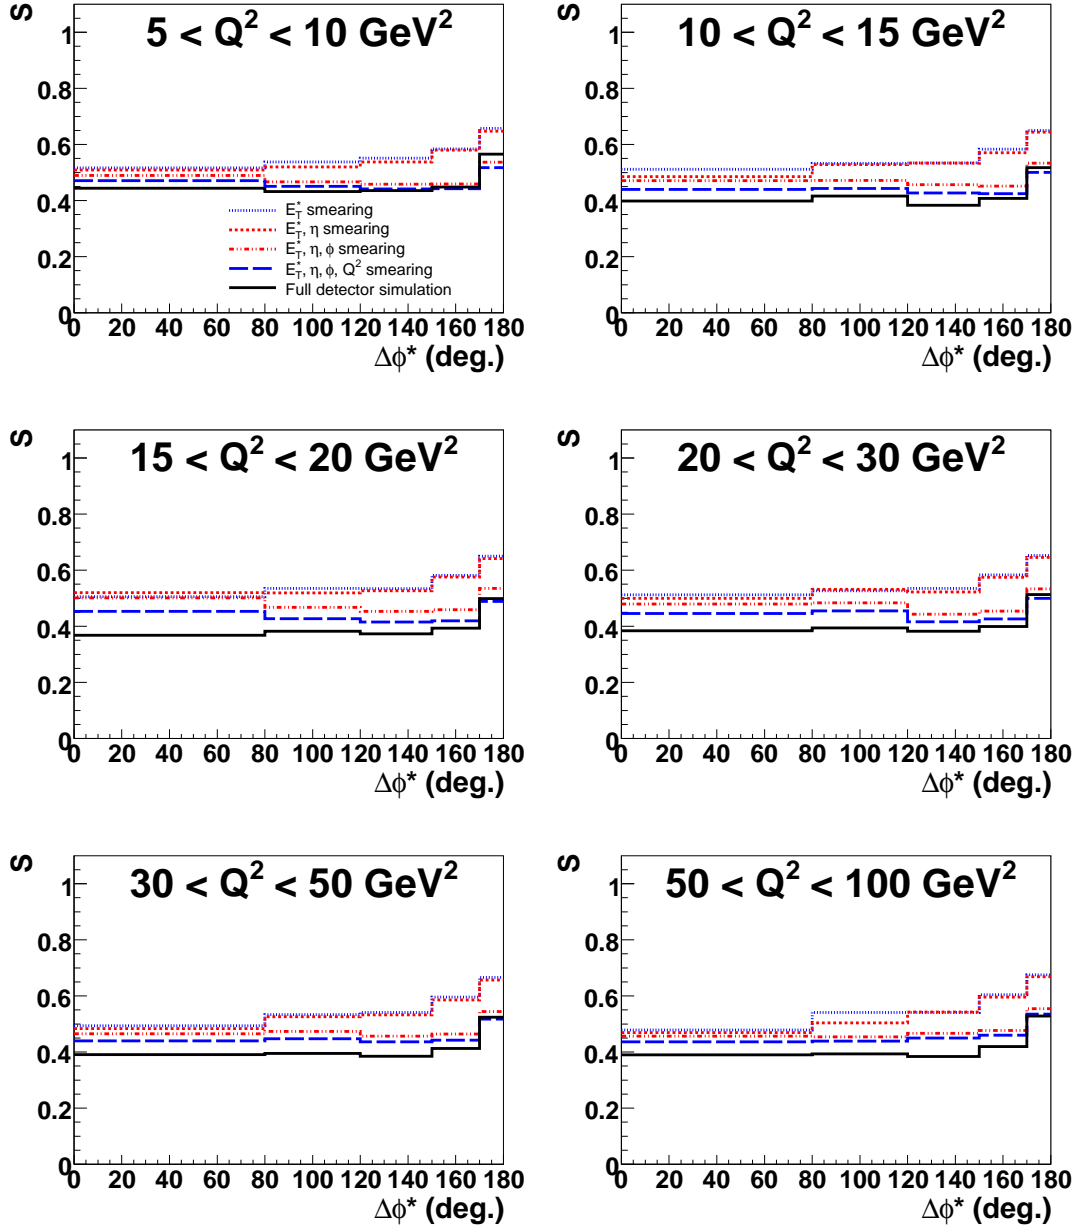 5 < Q² < 10 GeV²
S
1
0.8
0.6
0.4
0.2
0
E*T smearing
E*T, η smearing
E*T, η, ϕ smearing
E*T, η, ϕ, Q² smearing
Full detector simulation
0 20 40 60 80 100 120 140 160 180
Δϕ* (deg.)
10 < Q² < 15 GeV²
S
1
0.8
0.6
0.4
0.2
0
0 20 40 60 80 100 120 140 160 180
Δϕ* (deg.)
15 < Q² < 20 GeV²
S
1
0.8
0.6
0.4
0.2
0
0 20 40 60 80 100 120 140 160 180
Δϕ* (deg.)
20 < Q² < 30 GeV²
S
1
0.8
0.6
0.4
0.2
0
0 20 40 60 80 100 120 140 160 180
Δϕ* (deg.)
30 < Q² < 50 GeV²
S
1
0.8
0.6
0.4
0.2
0
0 20 40 60 80 100 120 140 160 180
Δϕ* (deg.)
50 < Q² < 100 GeV²
S
1
0.8
0.6
0.4
0.2
0
0 20 40 60 80 100 120 140 160 180
Δϕ* (deg.)